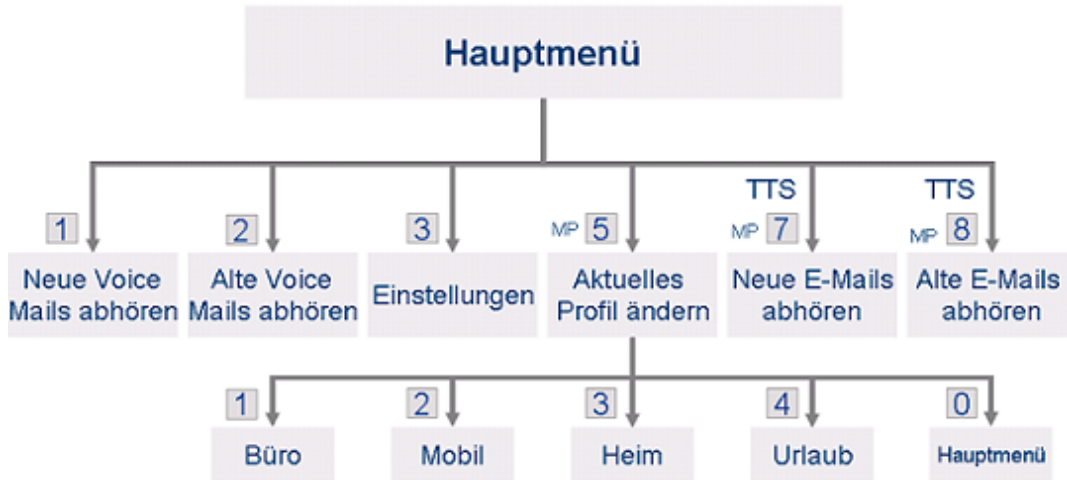 Hauptmenü
TTS TTS
1 2 3 MP 5 MP 7 MP 8
Neue Voice
Mails abhören
Alte Voice
Mails abhören
Einstellungen
Aktuelles
Profil ändern
Neue E-Mails
abhören
Alte E-Mails
abhören
1 2 3 4 0
Büro Mobil Heim Urlaub Hauptmenü